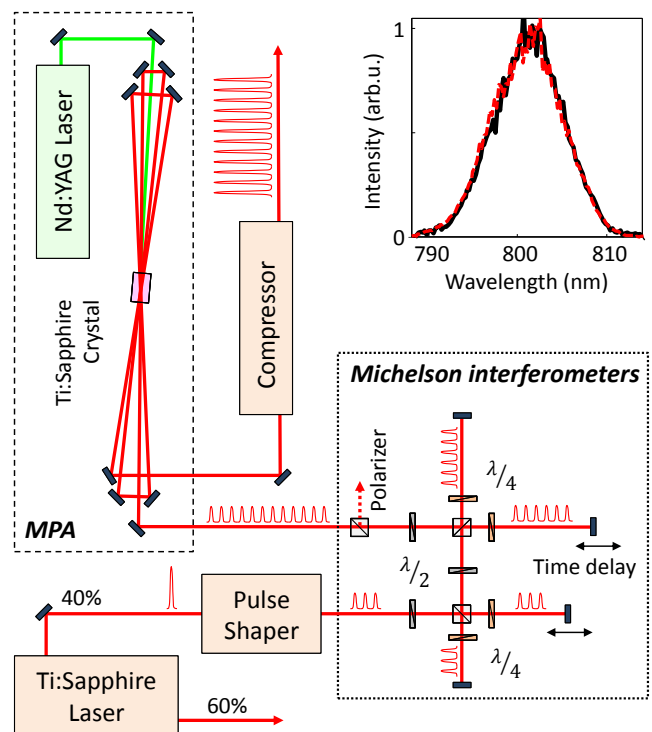 Nd:YAG Laser
Ti:Sapphire
Crystal
MPA
Compressor
Intensity (arb.u.)
1
0
790
800
810
Wavelength (nm)
Michelson interferometers
Polarizer
λ/4
λ/2
Time delay
λ/4
40%
Pulse
Shaper
Ti:Sapphire
Laser
60%